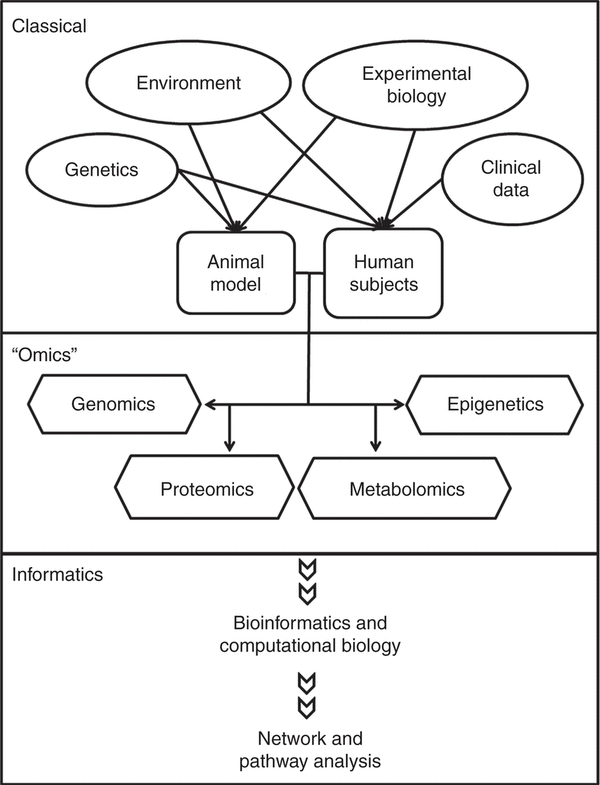 Classical
Environment
Experimental
biology
Genetics
Clinical
data
Animal
model
Human
subjects
“Omics”
Genomics
Epigenetics
Proteomics
Metabolomics
Informatics
Bioinformatics and
computational biology
Network and
pathway analysis